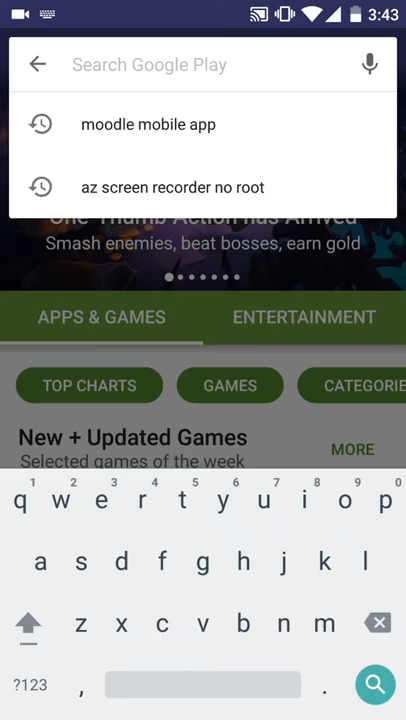 3:43
Search Google Play
moodle mobile app
az screen recorder no root
One-Thumb Action has Arrived
Smash enemies, beat bosses, earn gold
APPS & GAMES ENTERTAINMENT
TOP CHARTS GAMES CATEGORIE
New + Updated Games
MORE
Selected games of the week
1 2 3 4 5 6 7 8 9 0
q w e r t y u i o p
a s d f g h j k l
z x c v b n m
?123 , .